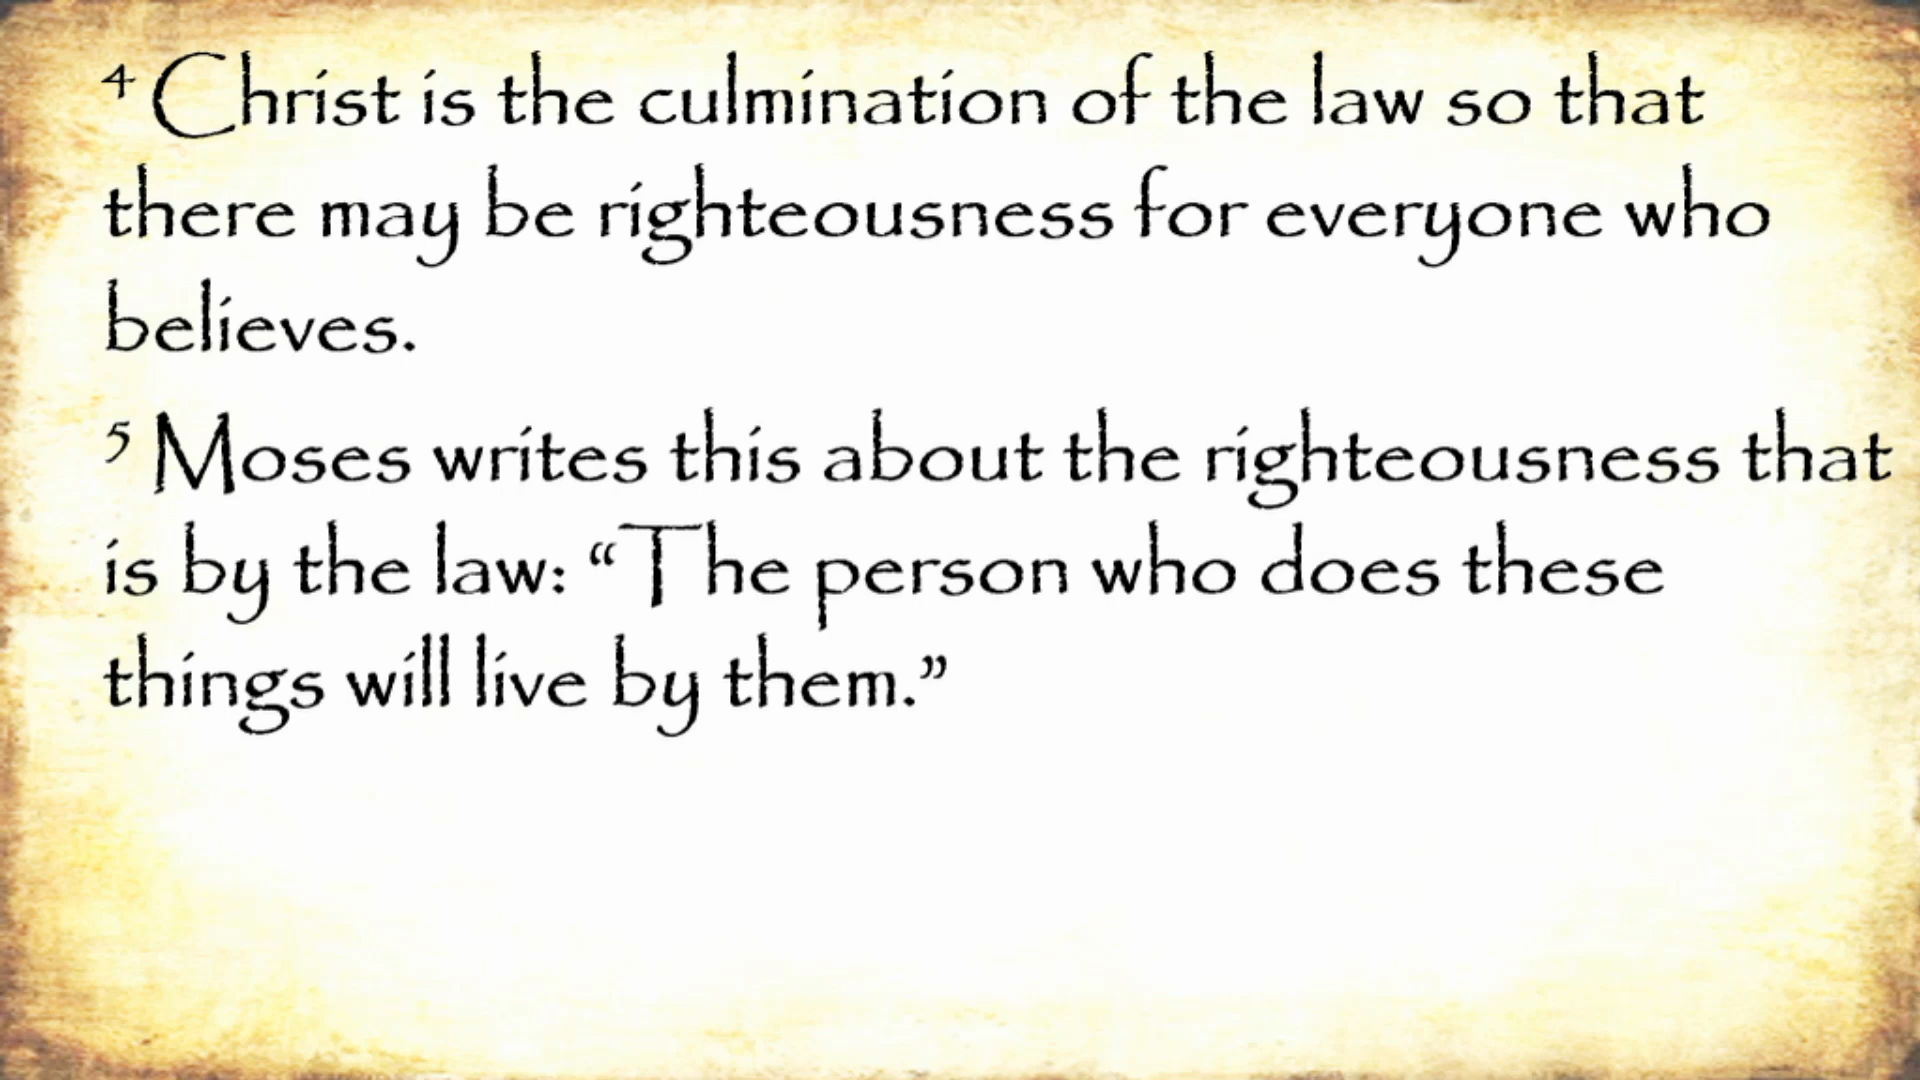 ⁴ Christ is the culmination of the law so that
there may be righteousness for everyone who
believes.
⁵ Moses writes this about the righteousness that
is by the law: “The person who does these
things will live by them.”